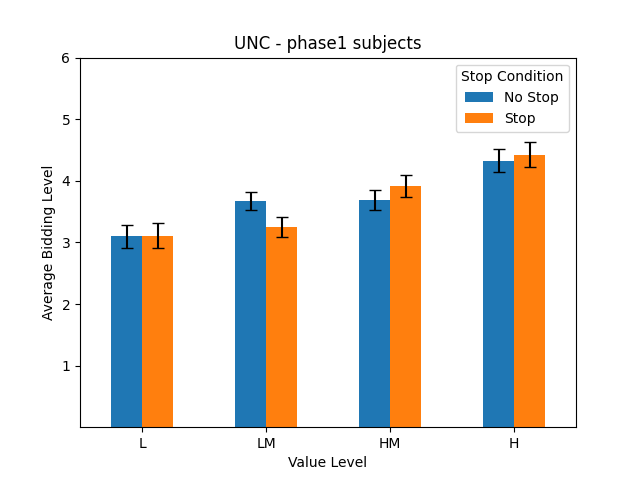 UNC - phase1 subjects
Stop Condition
No Stop
Stop
6
5
4
3
2
1
Average Bidding Level
L LM HM H
Value Level